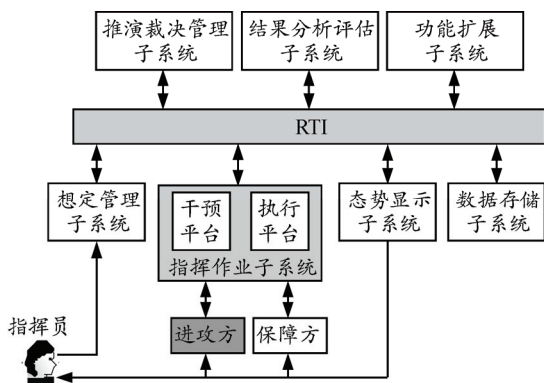 推演裁决管理
子系统
结果分析评估
子系统
功能扩展
子系统
RTI
想定管理
子系统
干预
平台
执行
平台
指挥作业子系统
态势显示
子系统
数据存储
子系统
指挥员
进攻方
保障方